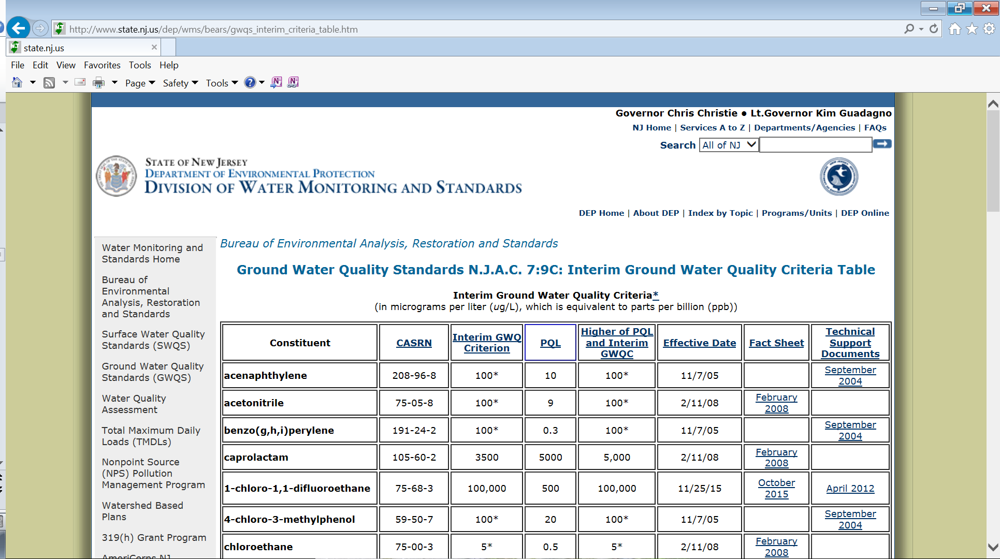 http://www.state.nj.us/dep/wms/bears/gwqs_interim_criteria_table.htm
state.nj.us
File Edit View Favorites Tools Help
Page Safety Tools
Governor Chris Christie ● Lt.Governor Kim Guadagno
NJ Home | Services A to Z | Departments/Agencies | FAQs
Search All of NJ
STATE OF NEW JERSEY
DEPARTMENT OF ENVIRONMENTAL PROTECTION
DIVISION OF WATER MONITORING AND STANDARDS
DEP Home | About DEP | Index by Topic | Programs/Units | DEP Online
Water Monitoring and
Standards Home
Bureau of
Environmental
Analysis, Restoration
and Standards
Surface Water Quality
Standards (SWQS)
Ground Water Quality
Standards (GWQS)
Water Quality
Assessment
Total Maximum Daily
Loads (TMDLs)
Nonpoint Source
(NPS) Pollution
Management Program
Watershed Based
Plans
319(h) Grant Program
AmeriCorps NJ
Bureau of Environmental Analysis, Restoration and Standards
Ground Water Quality Standards N.J.A.C. 7:9C: Interim Ground Water Quality Criteria Table
Interim Ground Water Quality Criteria*
(in micrograms per liter (ug/L), which is equivalent to parts per billion (ppb))
Constituent CASRN Interim GWQ Criterion PQL Higher of PQL and Interim GWQC Effective Date Fact Sheet Technical Support Documents
acenaphthylene 208-96-8 100* 10 100* 11/7/05 September 2004
acetonitrile 75-05-8 100* 9 100* 2/11/08 February 2008
benzo(g,h,i)perylene 191-24-2 100* 0.3 100* 11/7/05 September 2004
caprolactam 105-60-2 3500 5000 5,000 2/11/08 February 2008
1-chloro-1,1-difluoroethane 75-68-3 100,000 500 100,000 11/25/15 October 2015 April 2012
4-chloro-3-methylphenol 59-50-7 100* 20 100* 11/7/05 September 2004
chloroethane 75-00-3 5* 0.5 5* 2/11/08 February 2008